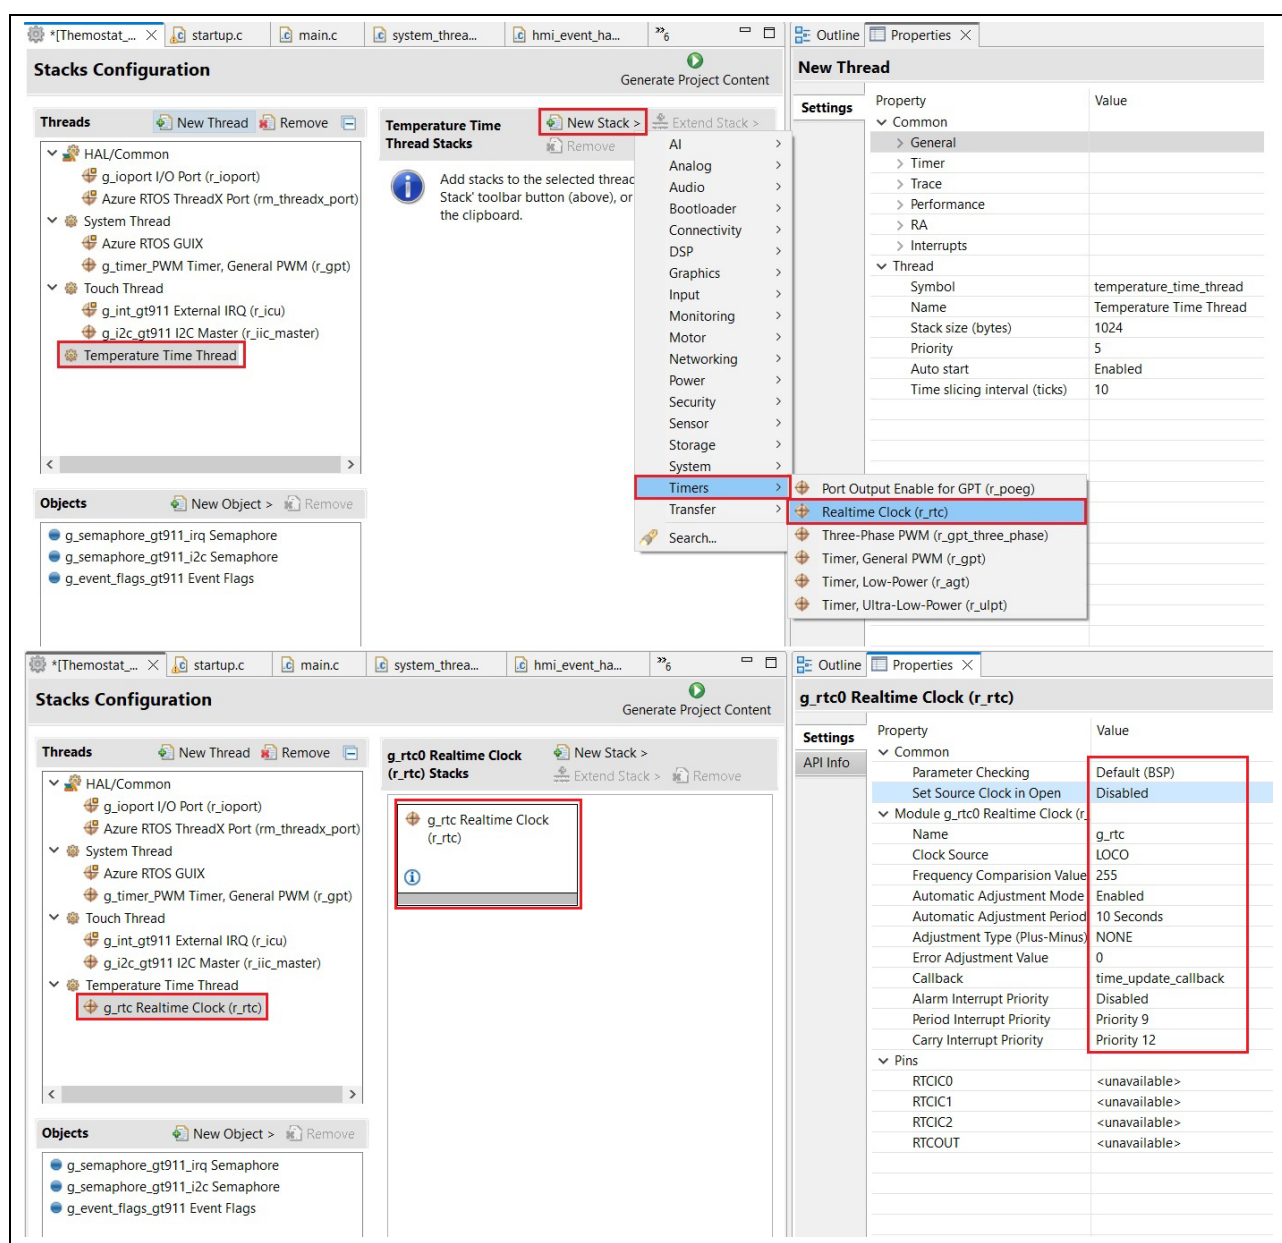 *[Themostat_...
startup.c
main.c
system_threa...
hmi_event_ha...
»6
Outline
Properties
Stacks Configuration
Generate Project Content
New Thread
Threads
New Thread
Remove
HAL/Common
g_ioport I/O Port (r_ioport)
Azure RTOS ThreadX Port (rm_threadx_port)
System Thread
Azure RTOS GUIX
g_timer_PWM Timer, General PWM (r_gpt)
Touch Thread
g_int_gt911 External IRQ (r_icu)
g_i2c_gt911 I2C Master (r_iic_master)
Temperature Time Thread
Objects
New Object >
Remove
g_semaphore_gt911_irq Semaphore
g_semaphore_gt911_i2c Semaphore
g_event_flags_gt911 Event Flags
Temperature Time
Thread Stacks
New Stack >
Extend Stack >
Remove
Add stacks to the selected threac
Stack' toolbar button (above), or
the clipboard.
AI
Analog
Audio
Bootloader
Connectivity
DSP
Graphics
Input
Monitoring
Motor
Networking
Power
Security
Sensor
Storage
System
Timers
Transfer
Search...
Port Output Enable for GPT (r_poeg)
Realtime Clock (r_rtc)
Three-Phase PWM (r_gpt_three_phase)
Timer, General PWM (r_gpt)
Timer, Low-Power (r_agt)
Timer, Ultra-Low-Power (r_ulpt)
Settings
Property Value
Common
General
Timer
Trace
Performance
RA
Interrupts
Thread
Symbol temperature_time_thread
Name Temperature Time Thread
Stack size (bytes) 1024
Priority 5
Auto start Enabled
Time slicing interval (ticks) 10
*[Themostat_...
startup.c
main.c
system_threa...
hmi_event_ha...
»6
Outline
Properties
Stacks Configuration
Generate Project Content
g_rtc0 Realtime Clock (r_rtc)
Threads
New Thread
Remove
HAL/Common
g_ioport I/O Port (r_ioport)
Azure RTOS ThreadX Port (rm_threadx_port)
System Thread
Azure RTOS GUIX
g_timer_PWM Timer, General PWM (r_gpt)
Touch Thread
g_int_gt911 External IRQ (r_icu)
g_i2c_gt911 I2C Master (r_iic_master)
Temperature Time Thread
g_rtc Realtime Clock (r_rtc)
Objects
New Object >
Remove
g_semaphore_gt911_irq Semaphore
g_semaphore_gt911_i2c Semaphore
g_event_flags_gt911 Event Flags
g_rtc0 Realtime Clock
(r_rtc) Stacks
New Stack >
Extend Stack >
Remove
g_rtc Realtime Clock
(r_rtc)
Settings
API Info
Property Value
Common
Parameter Checking Default (BSP)
Set Source Clock in Open Disabled
Module g_rtc0 Realtime Clock (r_
Name g_rtc
Clock Source LOCO
Frequency Comparision Value 255
Automatic Adjustment Mode Enabled
Automatic Adjustment Period 10 Seconds
Adjustment Type (Plus-Minus) NONE
Error Adjustment Value 0
Callback time_update_callback
Alarm Interrupt Priority Disabled
Period Interrupt Priority Priority 9
Carry Interrupt Priority Priority 12
Pins
RTCIC0 <unavailable>
RTCIC1 <unavailable>
RTCIC2 <unavailable>
RTCOUT <unavailable>